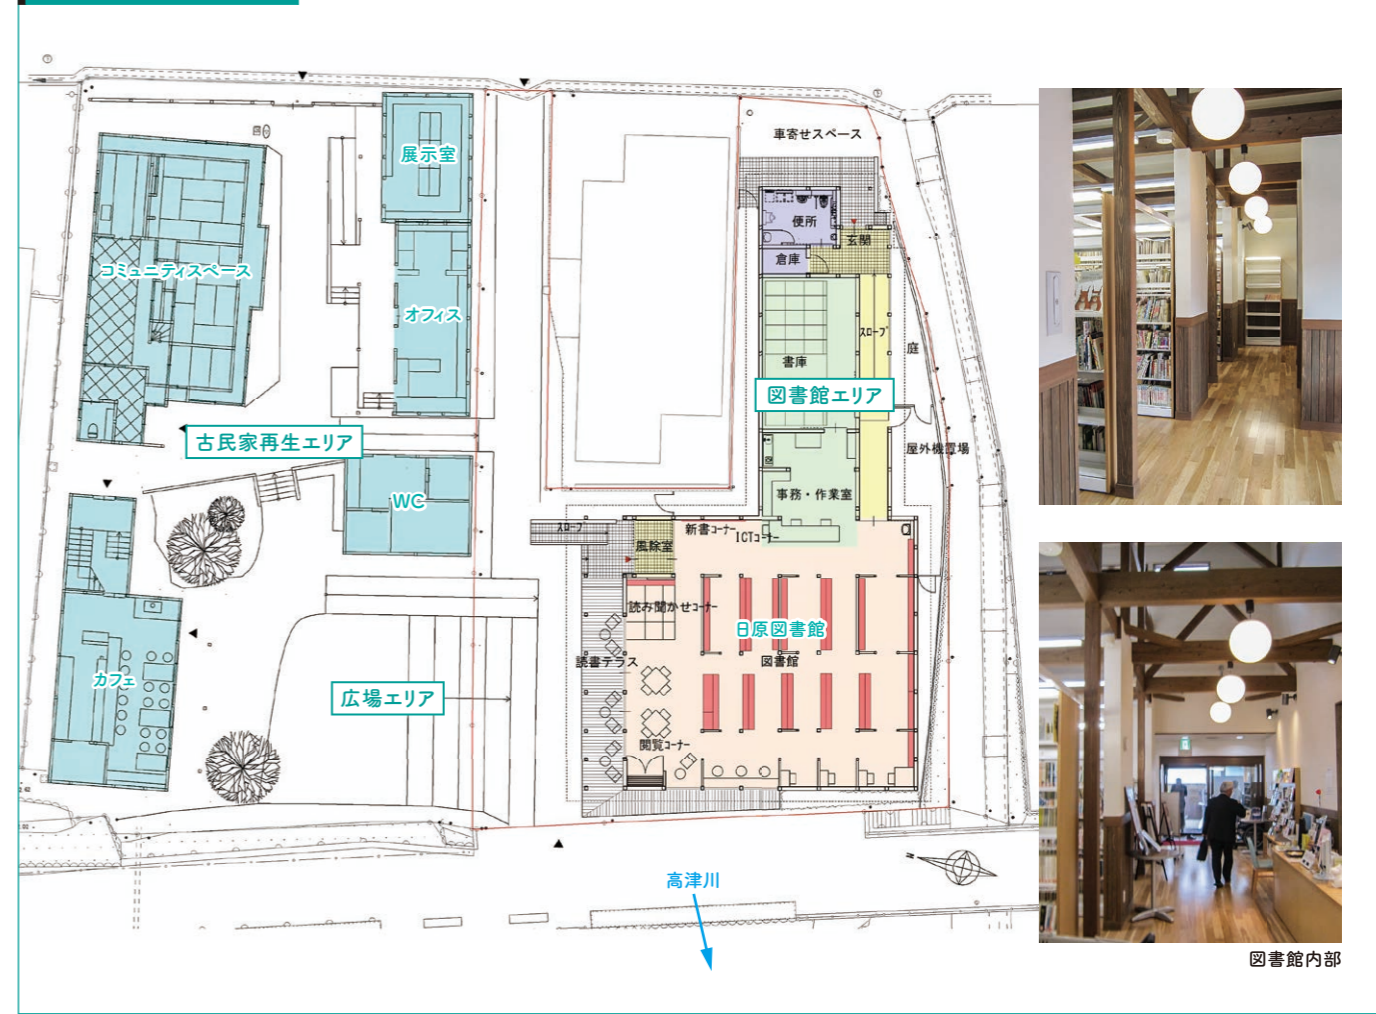 車寄せスペース
展示室
便所
玄関
倉庫
コミュニティスペース
オフィス
スロープ
庭
書庫
図書館エリア
古民家再生エリア
屋外機置場
WC
事務・作業室
スロープ
風除室
新書コーナー
ICTコーナー
読み聞かせコーナー
日原図書館
読書テラス
図書館
カフェ
広場エリア
閲覧コーナー
N
高津川
図書館内部